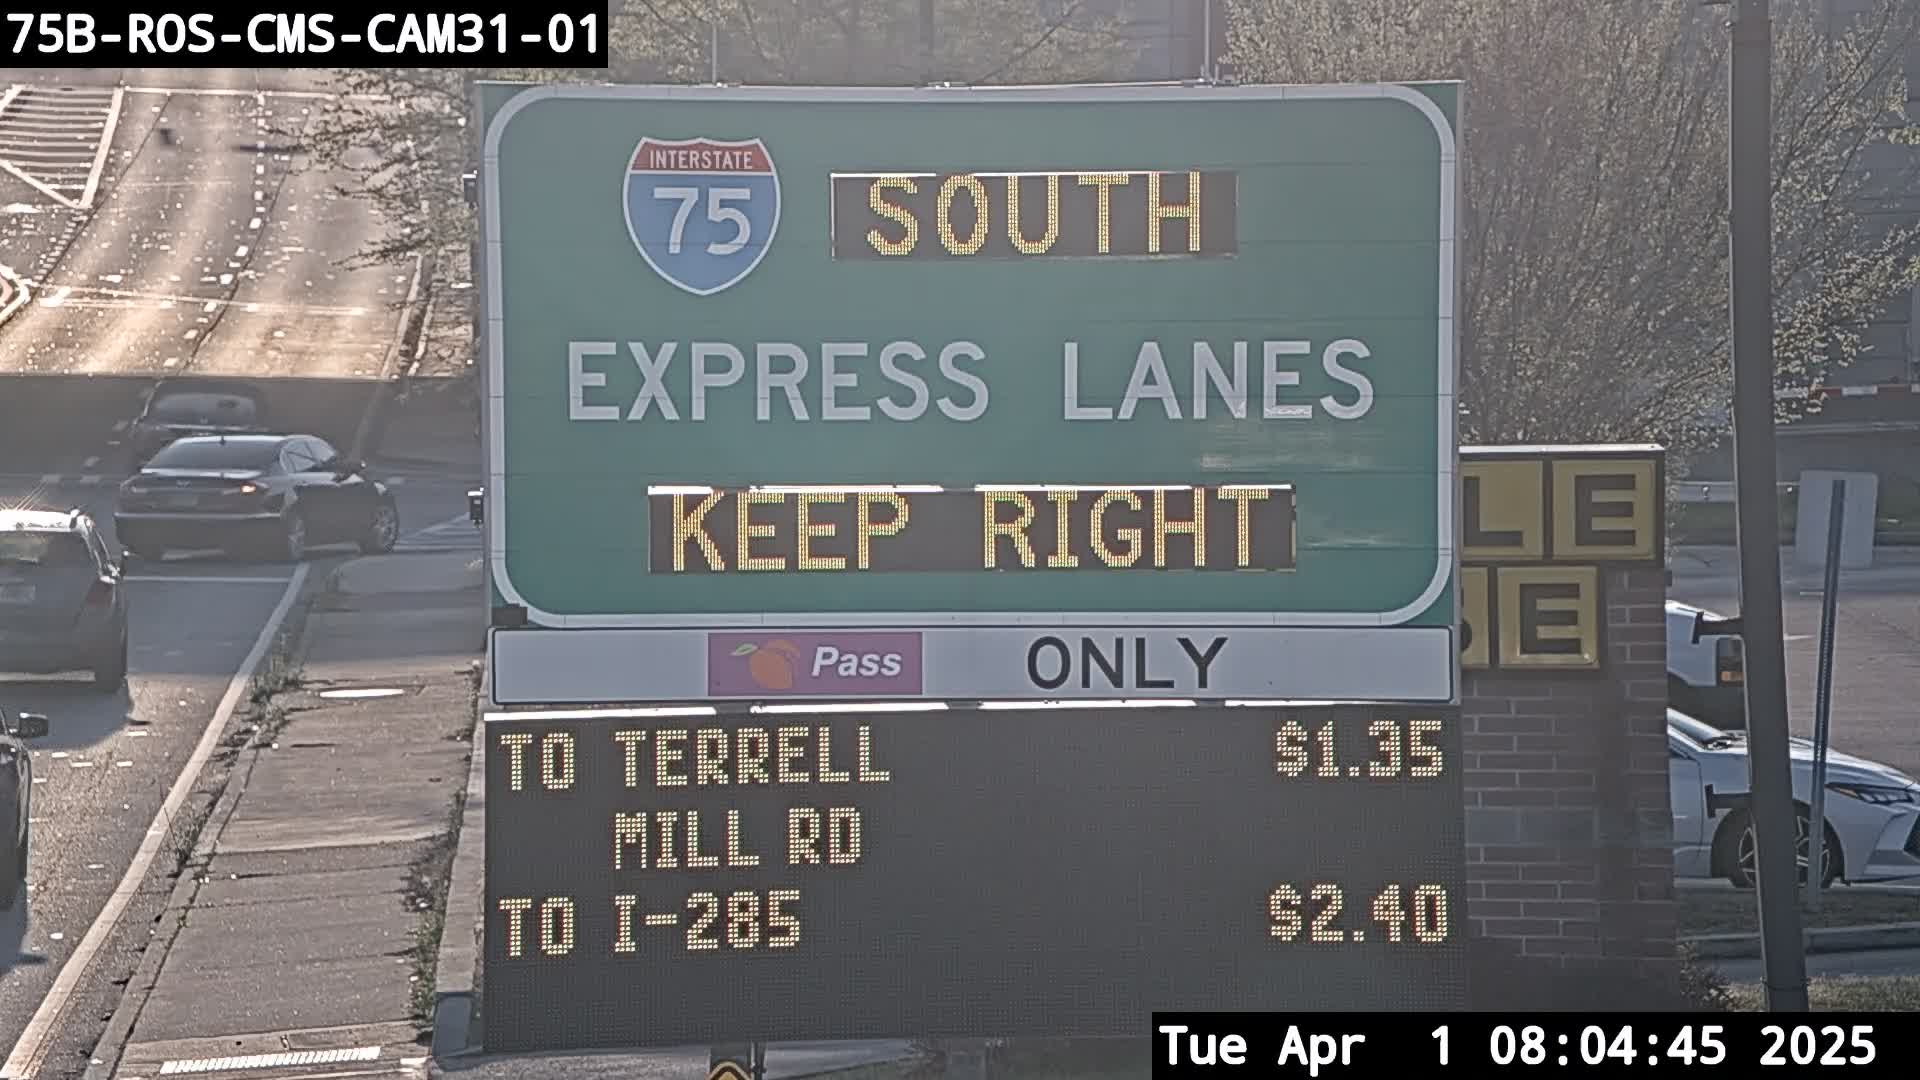 75B-ROS-CMS-CAM31-01
INTERSTATE
75
SOUTH
EXPRESS LANES
KEEP RIGHT
Pass ONLY
TO TERRELL $1.35
MILL RD
TO I-285 $2.40
LE
E
Tue Apr 1 08:04:45 2025